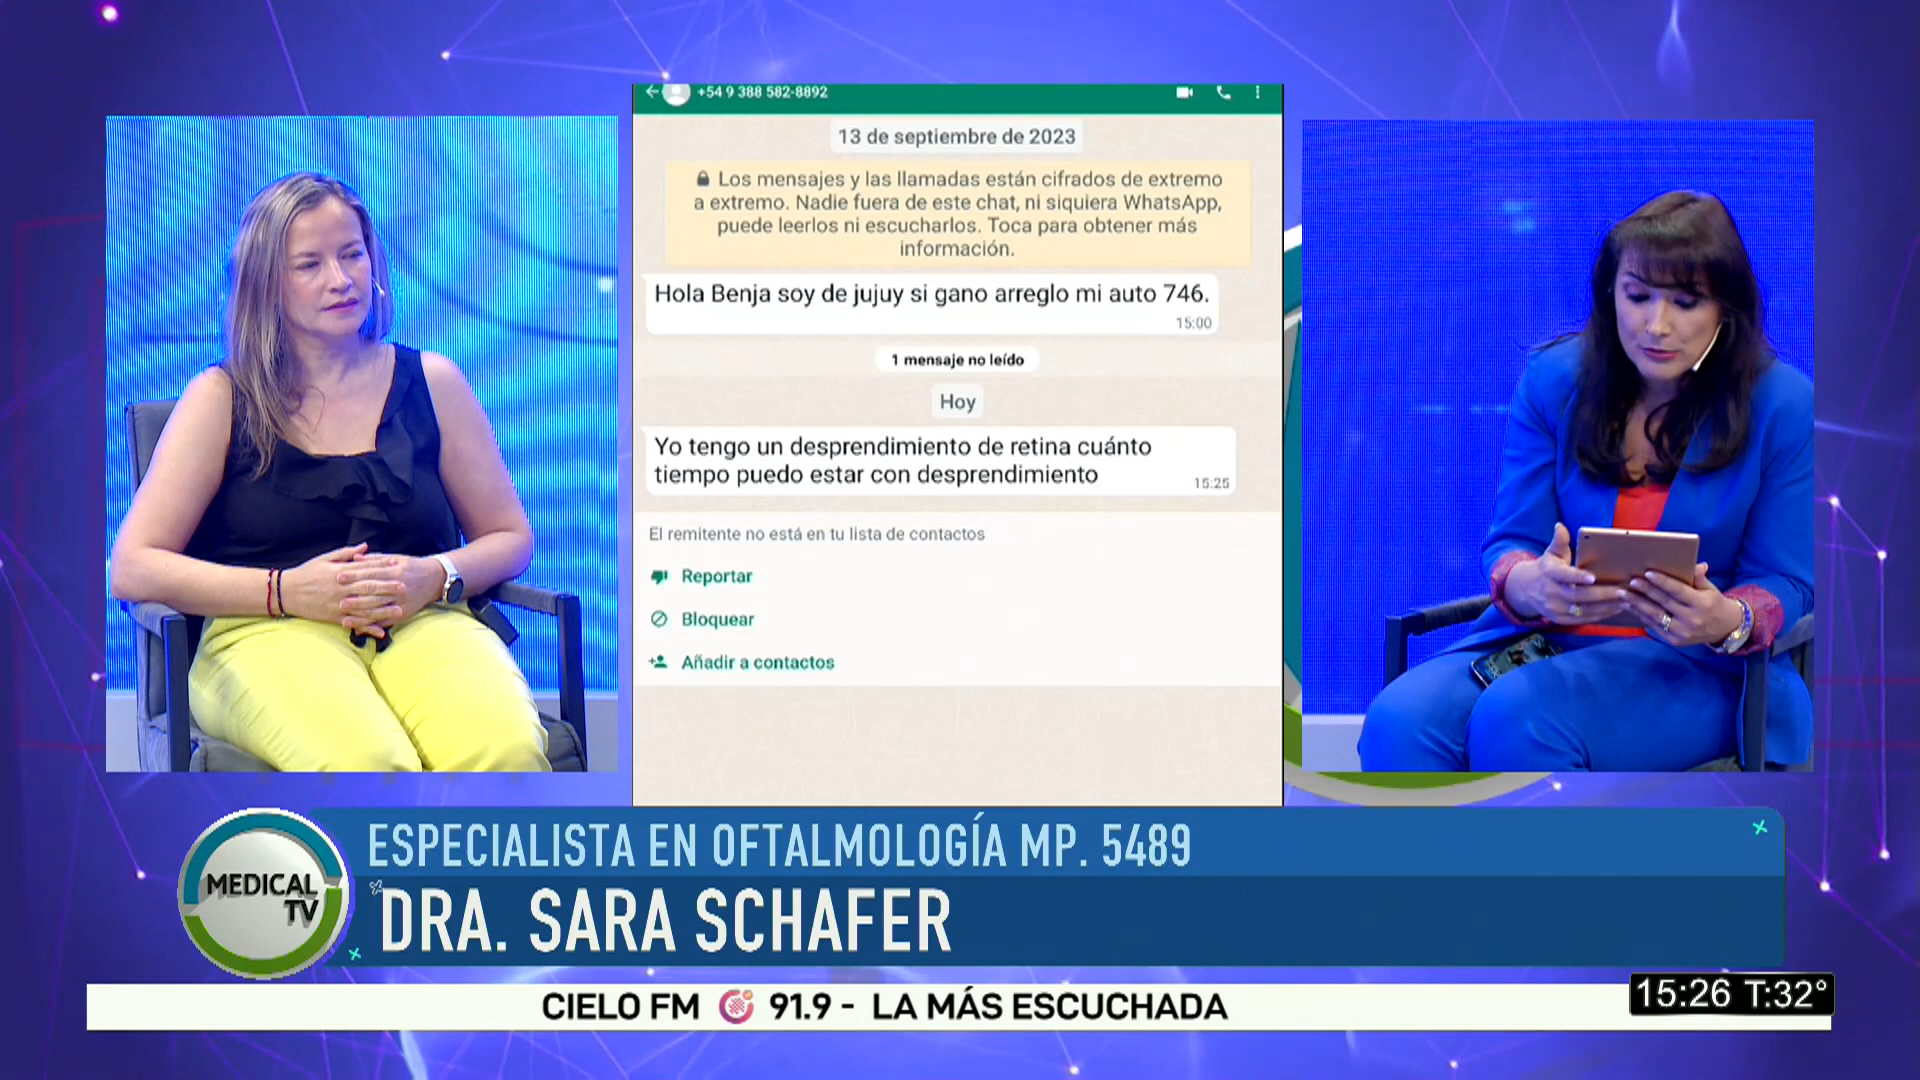 +54 9 388 582-8892
13 de septiembre de 2023
Los mensajes y las llamadas están cifrados de extremo
a extremo. Nadie fuera de este chat, ni siquiera WhatsApp,
puede leerlos ni escucharlos. Toca para obtener más
información.
Hola Benja soy de jujuy si gano arreglo mi auto 746.
15:00
1 mensaje no leído
Hoy
Yo tengo un desprendimiento de retina cuánto
tiempo puedo estar con desprendimiento
15:25
El remitente no está en tu lista de contactos
Reportar
Bloquear
Añadir a contactos
ESPECIALISTA EN OFTALMOLOGÍA MP. 5489
DRA. SARA SCHAFER
MEDICAL
TV
CIELO FM 91.9 - LA MÁS ESCUCHADA
15:26 T:32°